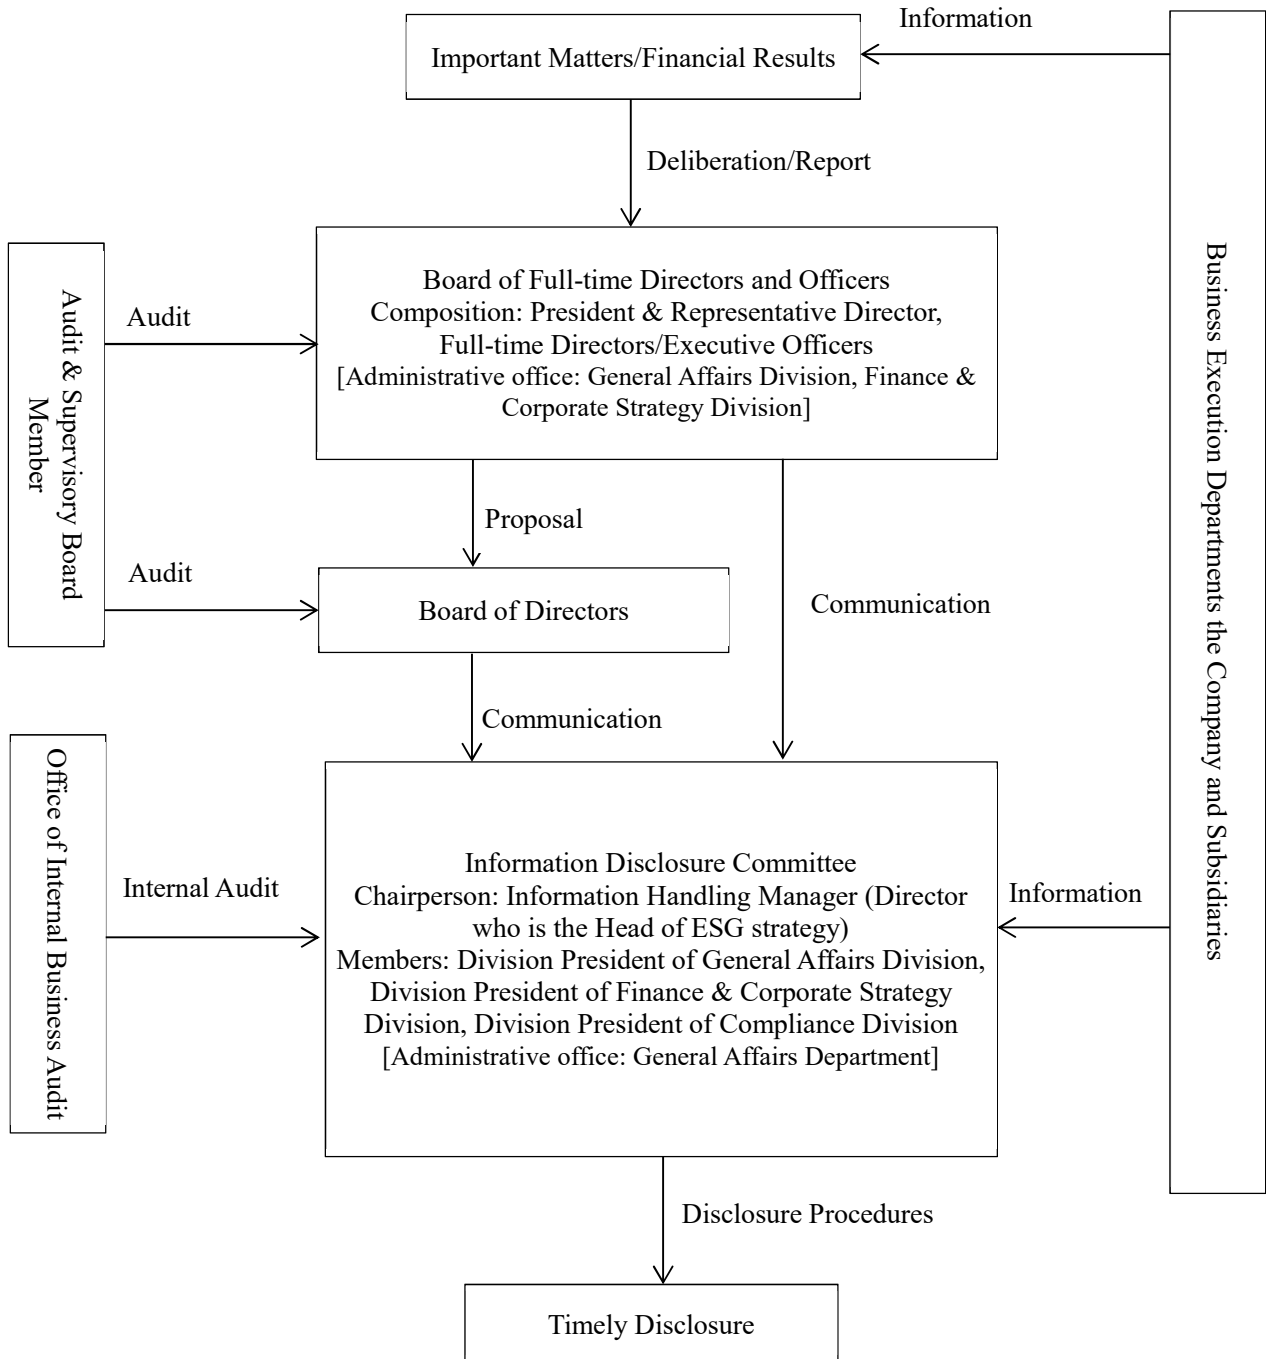 Information
Important Matters/Financial Results
Deliberation/Report
Board of Full-time Directors and Officers
Composition: President & Representative Director,
Full-time Directors/Executive Officers
[Administrative office: General Affairs Division, Finance &
Corporate Strategy Division]
Audit & Supervisory Board
Member
Audit
Proposal
Audit
Board of Directors
Communication
Communication
Business Execution Departments the Company and Subsidiaries
Office of Internal Business Audit
Internal Audit
Information Disclosure Committee
Chairperson: Information Handling Manager (Director
who is the Head of ESG strategy)
Members: Division President of General Affairs Division,
Division President of Finance & Corporate Strategy
Division, Division President of Compliance Division
[Administrative office: General Affairs Department]
Information
Disclosure Procedures
Timely Disclosure